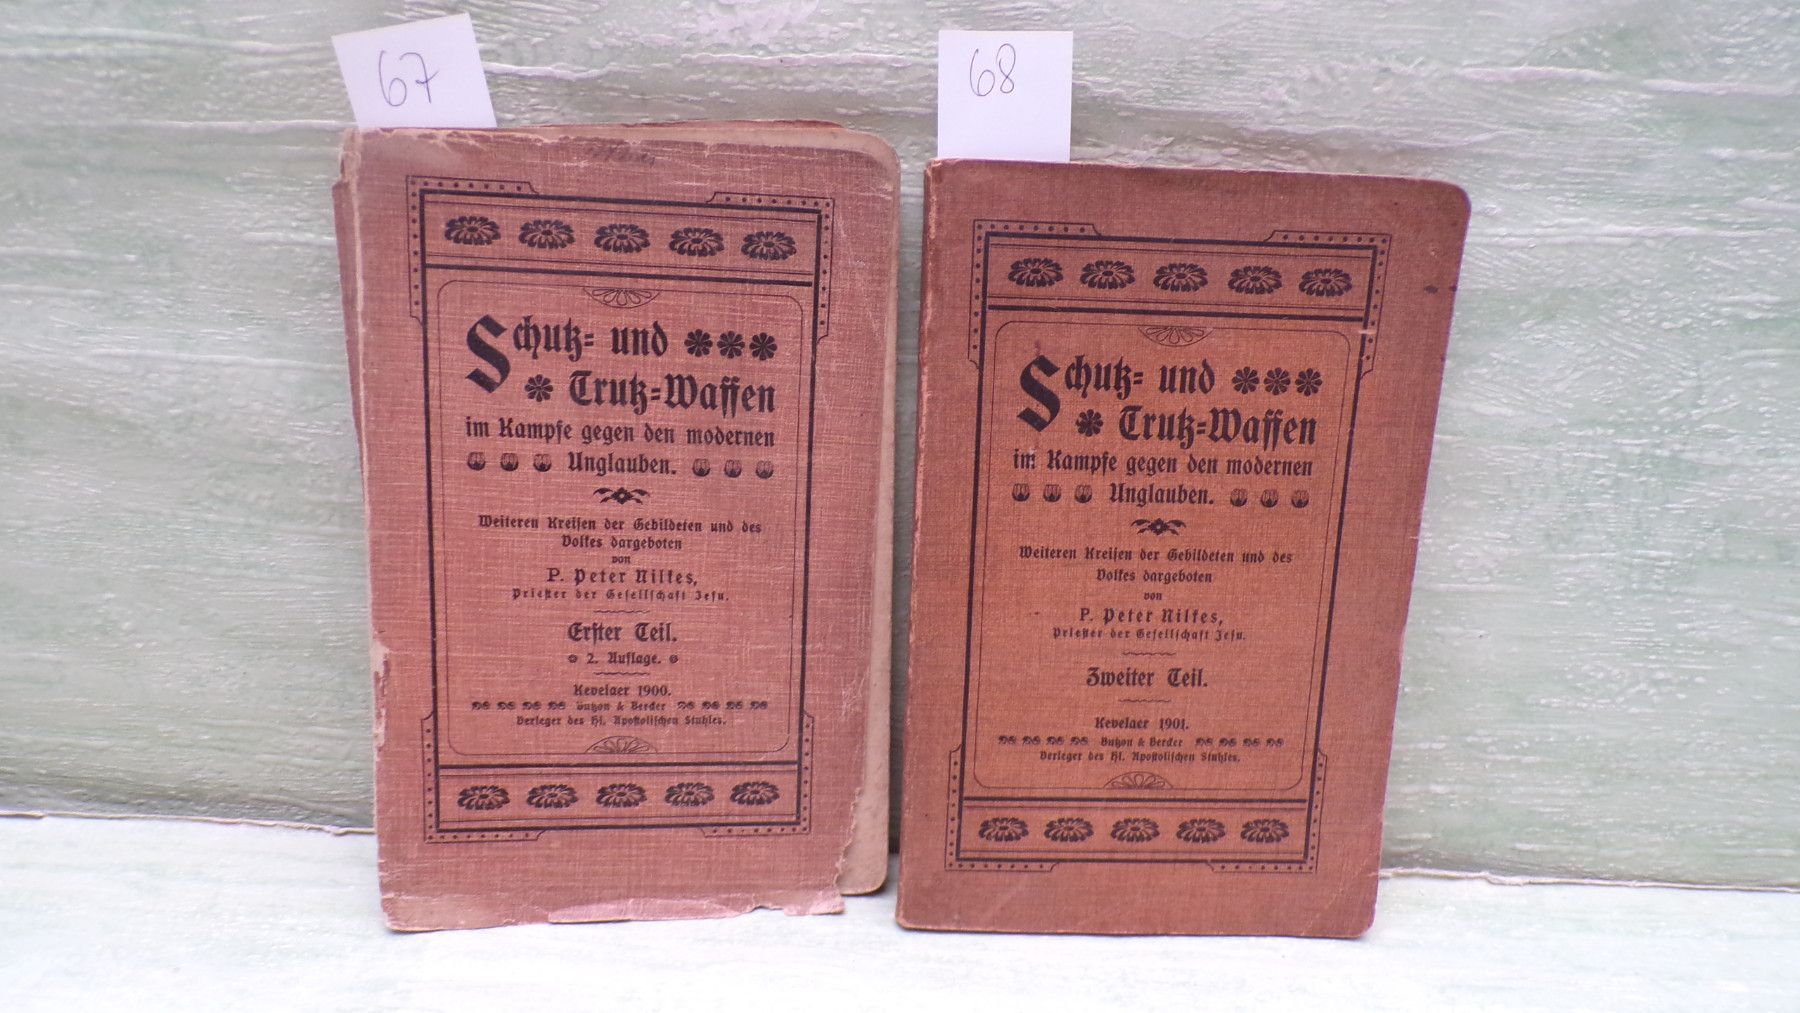 67
Schutz- und
Trutz-Waffen
im Kampfe gegen den modernen
Unglauben.
Weiteren Kreisen der Gebildeten und des
Volkes dargeboten
von
P. Peter Nilkes,
Priester der Gesellschaft Jesu.
Erster Teil.
2. Auflage.
Kevelaer 1900.
Butzon & Bercker
Verleger des Hl. Apostolischen Stuhles.
68
Schutz- und
Trutz-Waffen
im Kampfe gegen den modernen
Unglauben.
Weiteren Kreisen der Gebildeten und des
Volkes dargeboten
von
P. Peter Nilkes,
Priester der Gesellschaft Jesu.
Zweiter Teil.
Kevelaer 1901.
Butzon & Bercker
Verleger des Hl. Apostolischen Stuhles.